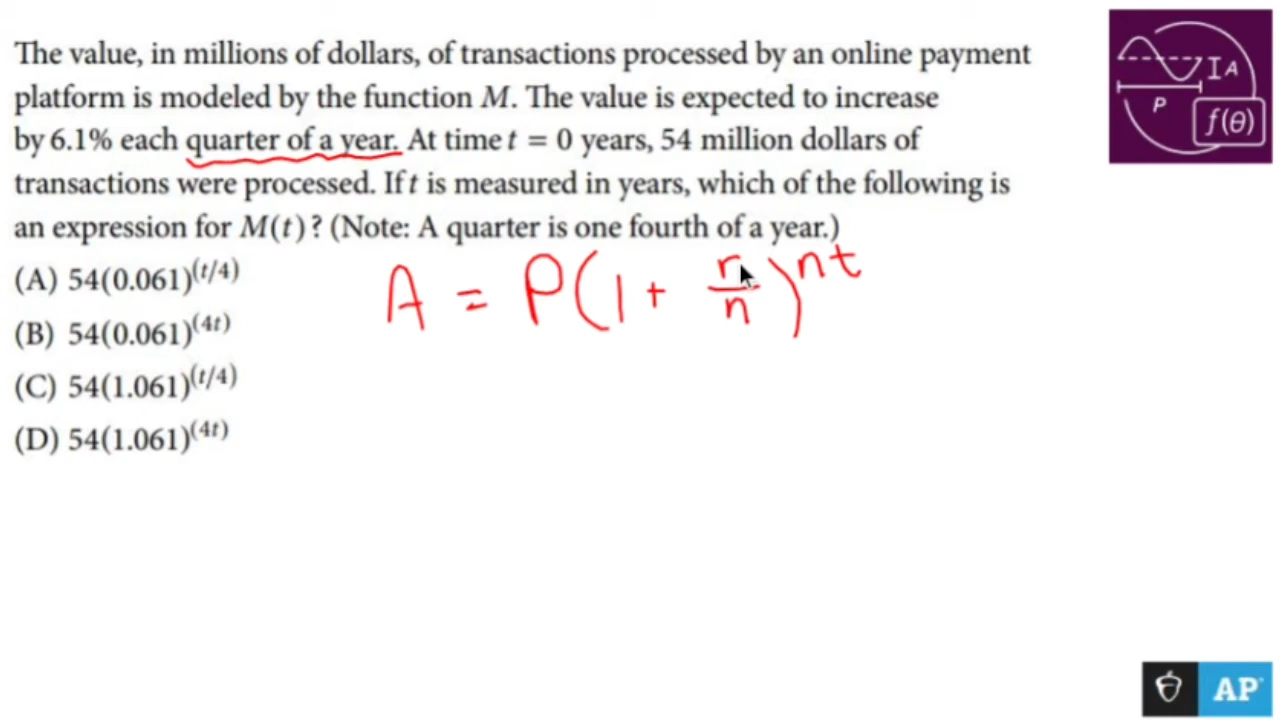 The value, in millions of dollars, of transactions processed by an online payment
platform is modeled by the function M. The value is expected to increase
by 6.1% each quarter of a year. At time t = 0 years, 54 million dollars of
transactions were processed. If t is measured in years, which of the following is
an expression for M(t)? (Note: A quarter is one fourth of a year.)
(A) 54(0.061)^(t/4)
(B) 54(0.061)^(4t)
(C) 54(1.061)^(t/4)
(D) 54(1.061)^(4t)
A = P(1 + r/n)^nt
A
P
f(θ)
AP